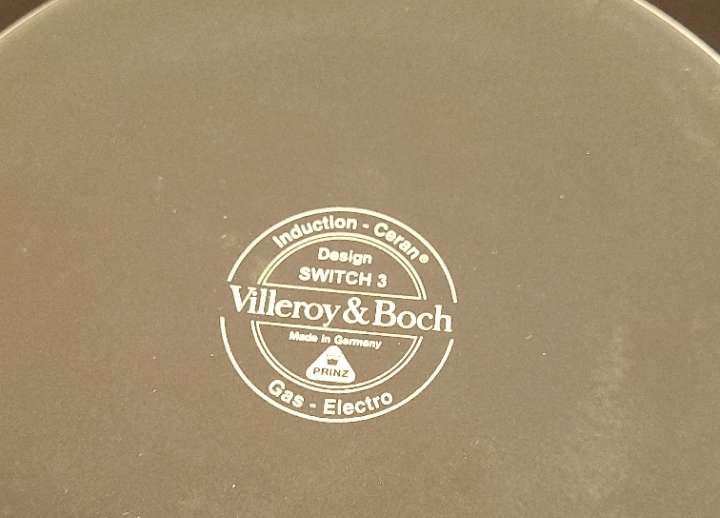 Induction - Ceran®
Design
SWITCH 3
Villeroy & Boch
Made in Germany
PRINZ
Gas - Electro